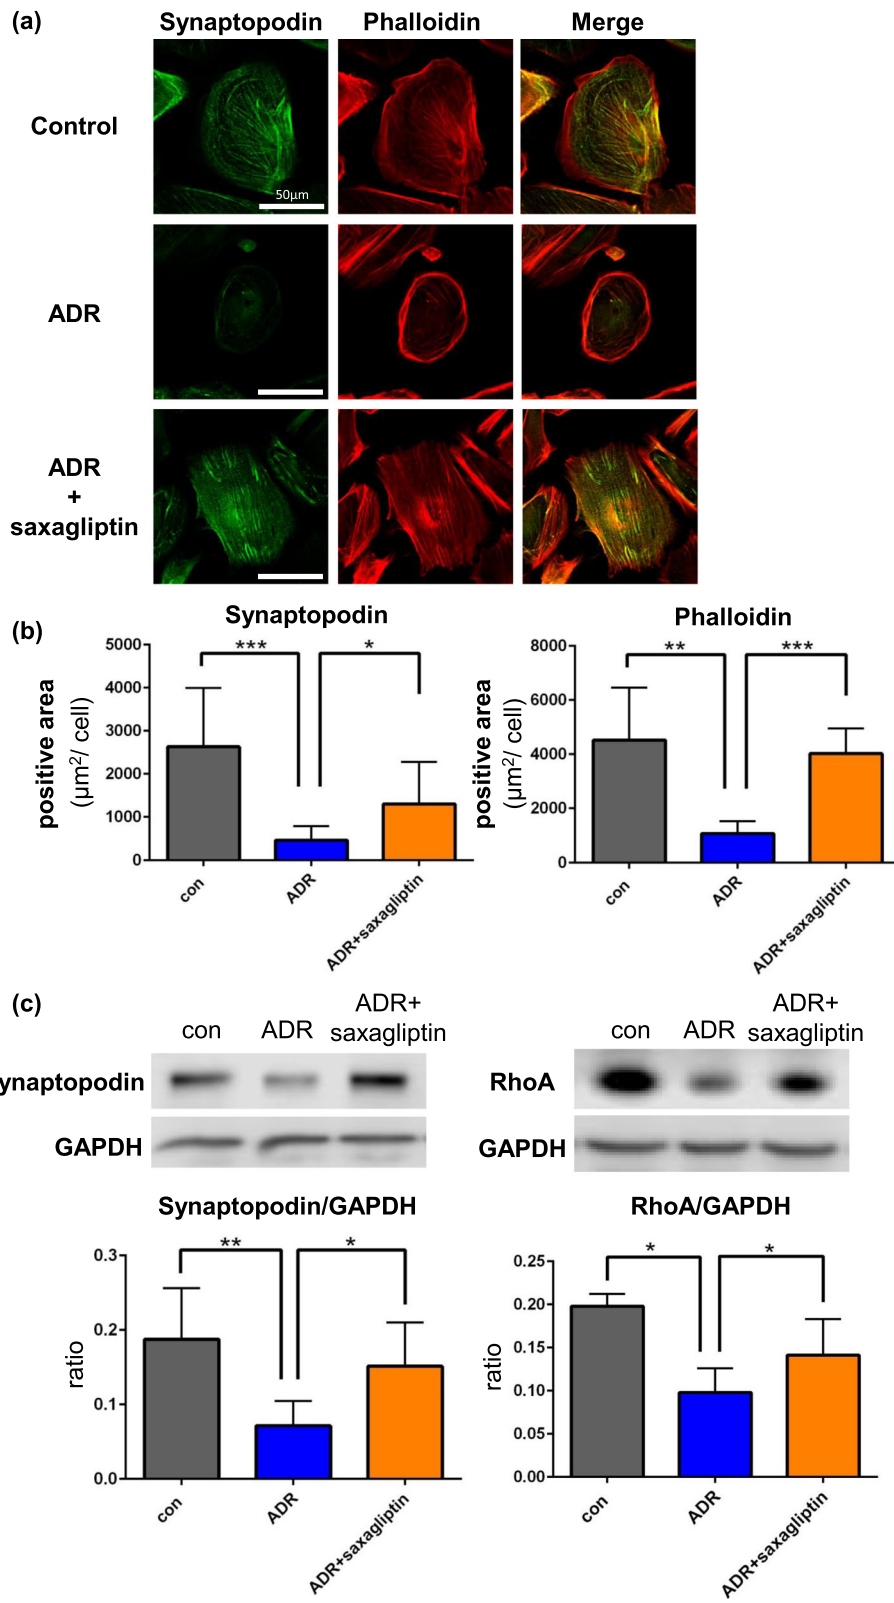 (a)
Synaptopodin Phalloidin Merge
Control
50μm
ADR
ADR
+
saxagliptin
(b)
Synaptopodin
positive area
(μm²/ cell)
5000
4000
3000
2000
1000
0
***
*
con
ADR
ADR+saxagliptin
Phalloidin
positive area
(μm²/ cell)
8000
6000
4000
2000
0
**
***
con
ADR
ADR+saxagliptin
(c)
con ADR ADR+
saxagliptin
ynaptopodin
GAPDH
con ADR ADR+
saxagliptin
RhoA
GAPDH
Synaptopodin/GAPDH
ratio
0.3
0.2
0.1
0.0
**
*
con
ADR
ADR+saxagliptin
RhoA/GAPDH
ratio
0.25
0.20
0.15
0.10
0.05
0.00
*
*
con
ADR
ADR+saxagliptin